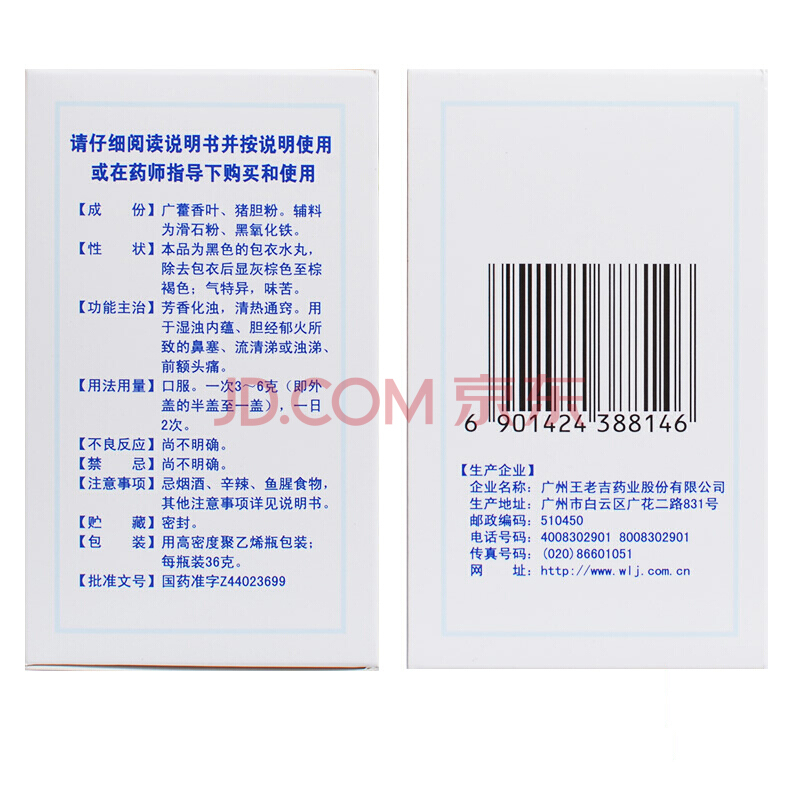 请仔细阅读说明书并按说明使用
或在药师指导下购买和使用
【成 份】广藿香叶、猪胆粉。辅料
为滑石粉、黑氧化铁。
【性 状】本品为黑色的包衣水丸，
除去包衣后显灰棕色至棕
褐色；气特异，味苦。
【功能主治】芳香化浊，清热通窍。用
于湿浊内蕴、胆经郁火所
致的鼻塞、流清涕或浊涕、
前额头痛。
【用法用量】口服。一次3～6克（即外
盖的半盖至一盖），一日
2次。
【不良反应】尚不明确。
【禁 忌】尚不明确。
【注意事项】忌烟酒、辛辣、鱼腥食物，
其他注意事项详见说明书。
【贮 藏】密封。
【包 装】用高密度聚乙烯瓶包装；
每瓶装36克。
【批准文号】国药准字Z44023699
6 901424 388146
【生产企业】
企业名称：广州王老吉药业股份有限公司
生产地址：广州市白云区广花二路831号
邮政编码：510450
电话号码：4008302901 8008302901
传真号码：(020)86601051
网 址：http://www.wlj.com.cn
JD.COM 京东